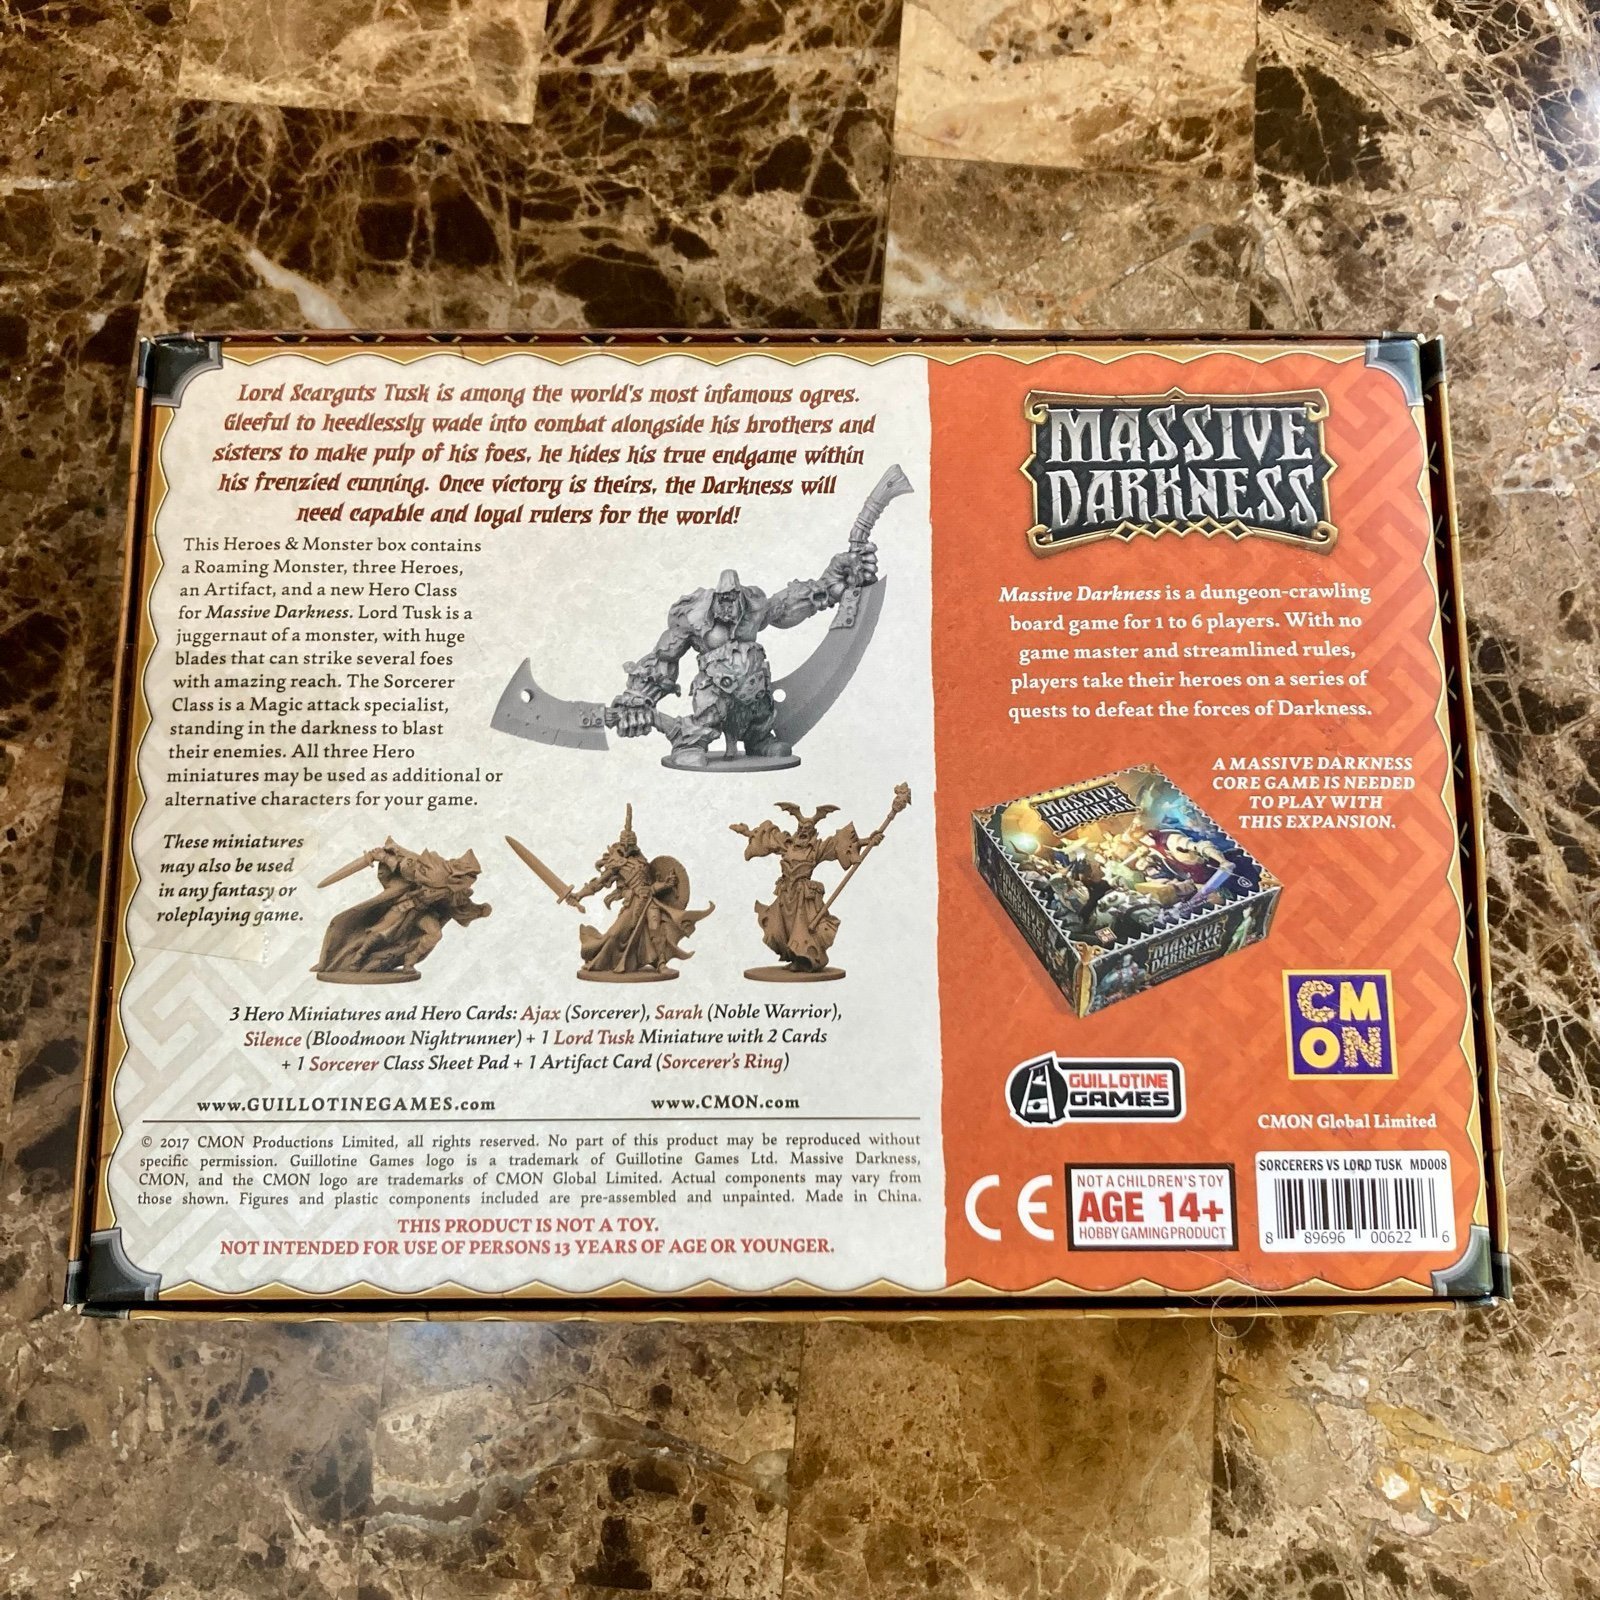 Lord Scarguts Tusk is among the world's most infamous ogres.
Gleeful to heedlessly wade into combat alongside his brothers and
sisters to make pulp of his foes, he hides his true endgame within
his frenzied cunning. Once victory is theirs, the Darkness will
need capable and loyal rulers for the world!
This Heroes & Monster box contains
a Roaming Monster, three Heroes,
an Artifact, and a new Hero Class
for Massive Darkness. Lord Tusk is a
juggernaut of a monster, with huge
blades that can strike several foes
with amazing reach. The Sorcerer
Class is a Magic attack specialist,
standing in the darkness to blast
their enemies. All three Hero
miniatures may be used as additional or
alternative characters for your game.
These miniatures
may also be used
in any fantasy or
roleplaying game.
3 Hero Miniatures and Hero Cards: Ajax (Sorcerer), Sarah (Noble Warrior),
Silence (Bloodmoon Nightrunner) + 1 Lord Tusk Miniature with 2 Cards
+ 1 Sorcerer Class Sheet Pad + 1 Artifact Card (Sorcerer's Ring)
www.GUILLOTINEGAMES.com
www.CMON.com
© 2017 CMON Productions Limited, all rights reserved. No part of this product may be reproduced without
specific permission. Guillotine Games logo is a trademark of Guillotine Games Ltd. Massive Darkness,
CMON, and the CMON logo are trademarks of CMON Global Limited. Actual components may vary from
those shown. Figures and plastic components included are pre-assembled and unpainted. Made in China.
THIS PRODUCT IS NOT A TOY.
NOT INTENDED FOR USE OF PERSONS 13 YEARS OF AGE OR YOUNGER.
MASSIVE
DARKNESS
Massive Darkness is a dungeon-crawling
board game for 1 to 6 players. With no
game master and streamlined rules,
players take their heroes on a series of
quests to defeat the forces of Darkness.
A MASSIVE DARKNESS
CORE GAME IS NEEDED
TO PLAY WITH
THIS EXPANSION.
MASSIVE
DARKNESS
MASSIVE
DARKNESS
MASSIVE
DARKNESS
CM
ON
GUILLOTINE
GAMES
CMON Global Limited
CE
NOT A CHILDREN'S TOY
AGE 14+
HOBBY GAMING PRODUCT
SORCERERS VS LORD TUSK MD008
8 89696 00622 6